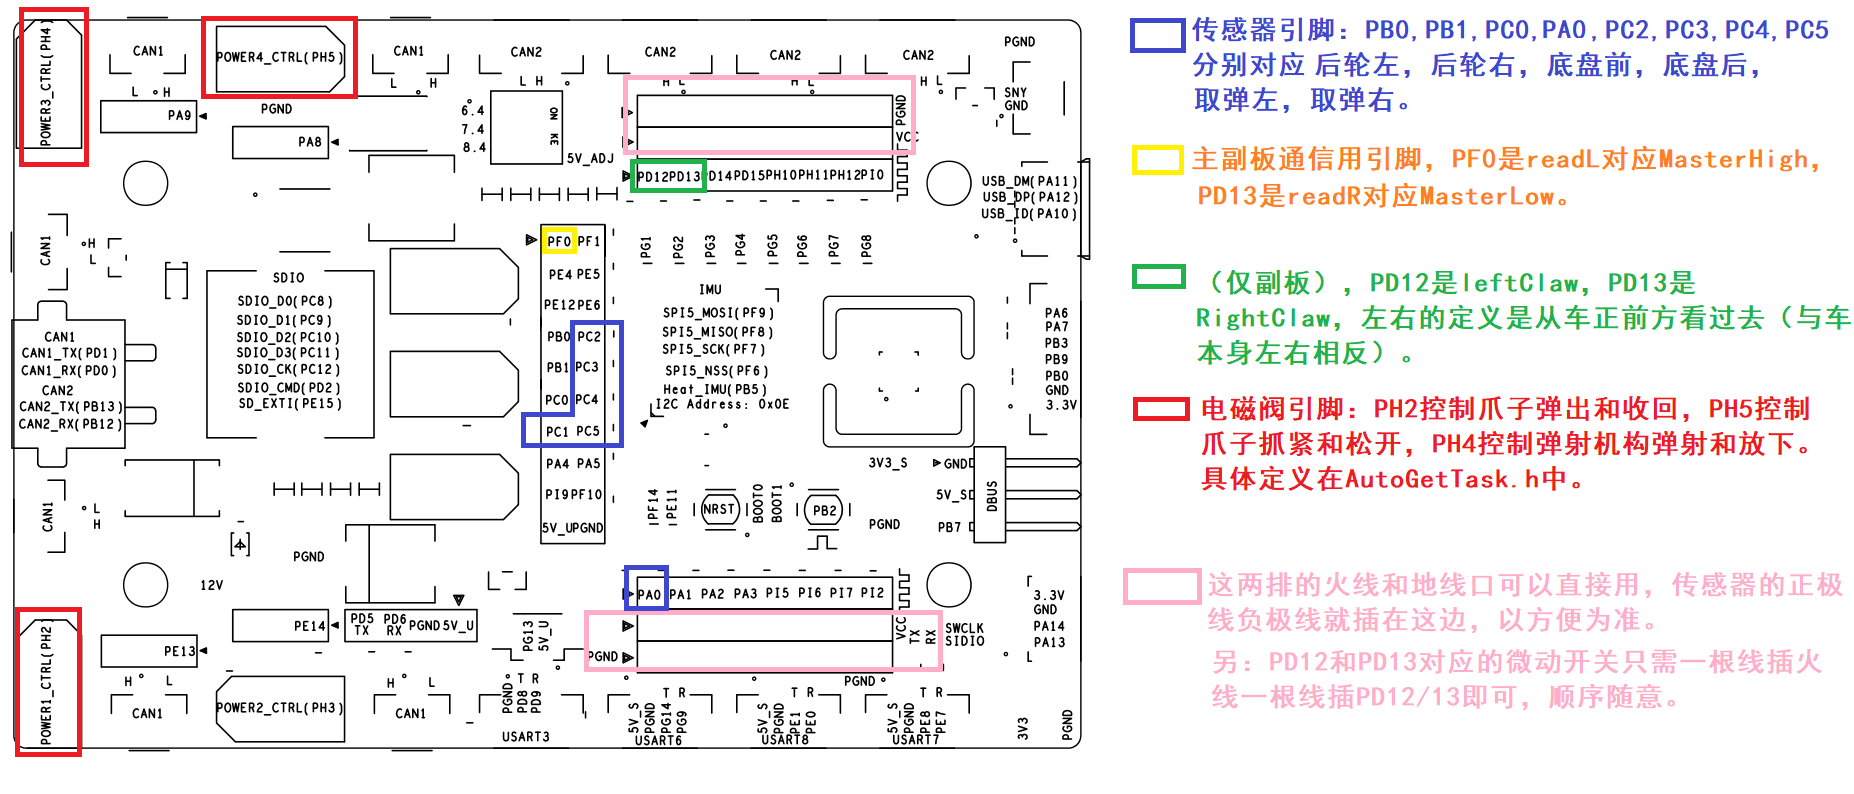 POWER3_CTRL(PH4)
CAN1
POWER4_CTRL(PH5)
CAN1
CAN2
CAN2
CAN2
CAN2
PGND
L H
H L
L H
H L
H L
H L
PA9
PGND
PA8
6.4
7.4
8.4
ON
KE
5V_ADJ
PGND
VCC
SNY
GND
PD12 PD13 PD14 PD15 PH10 PH11 PH12 PI0
USB_DM(PA11)
USB_DP(PA12)
USB_ID(PA10)
CAN1
H
L
PF0 PF1
PE4 PE5
PE12 PE6
PB0 PC2
PB1 PC3
PC0 PC4
PC1 PC5
PA4 PA5
PI9 PF10
5V_U PGND
PG1 PG2 PG3 PG4 PG5 PG6 PG7 PG8
SDIO
SDIO_D0(PC8)
SDIO_D1(PC9)
SDIO_D2(PC10)
SDIO_D3(PC11)
SDIO_CK(PC12)
SDIO_CMD(PD2)
SD_EXTI(PE15)
IMU
SPI5_MOSI(PF9)
SPI5_MISO(PF8)
SPI5_SCK(PF7)
SPI5_NSS(PF6)
Heat_IMU(PB5)
I2C Address: 0x0E
PA6
PA7
PB3
PB9
PB0
GND
3.3V
CAN1
CAN1_TX(PD1)
CAN1_RX(PD0)
CAN2
CAN2_TX(PB13)
CAN2_RX(PB12)
3V3_S
GND
5V_S
PB7
DBUS
CAN1
L
H
PF14
PE11
NRST
BOOT0
BOOT1
PB2
PGND
PGND
12V
PA0 PA1 PA2 PA3 PI5 PI6 PI7 PI2
3.3V
GND
PA14
PA13
POWER1_CTRL(PH2)
PE14
PD5 PD6 PGND 5V_U
TX RX
PG13
5V_U
VCC
TX
RX
SWCLK
SIDIO
PE13
PGND
H L
H L
T R
T R
T R
T R
PGND
CAN1
POWER2_CTRL(PH3)
CAN1
PGND
PD8
PD9
USART3
5V_S
PGND
PG14
PG9
USART6
5V_S
PGND
PE1
PE0
USART8
5V_S
PGND
PE8
PE7
USART7
3V3
PGND
传感器引脚：PB0,PB1,PC0,PA0,PC2,PC3,PC4,PC5
分别对应 后轮左，后轮右，底盘前，底盘后，
取弹左，取弹右。
主副板通信用引脚，PF0是readL对应MasterHigh，
PD13是readR对应MasterLow。
（仅副板），PD12是leftClaw，PD13是
RightClaw，左右的定义是从车正前方看过去（与车
本身左右相反）。
电磁阀引脚：PH2控制爪子弹出和收回，PH5控制
爪子抓紧和松开，PH4控制弹射机构弹射和放下。
具体定义在AutoGetTask.h中。
这两排的火线和地线口可以直接用，传感器的正极
线负极线就插在这边，以方便为准。
另：PD12和PD13对应的微动开关只需一根线插火
线一根线插PD12/13即可，顺序随意。